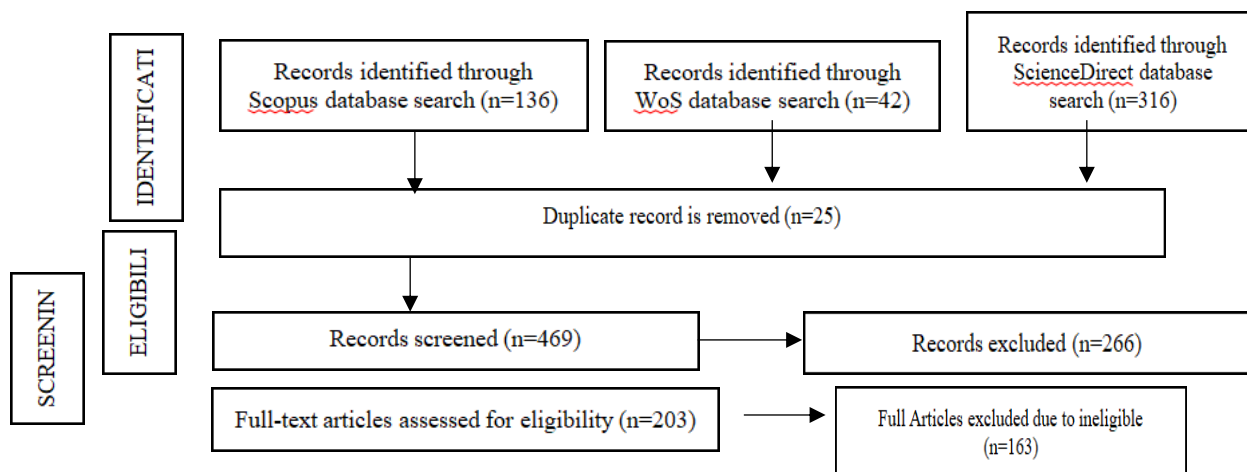 IDENTIFICATI
Records identified through
Scopus database search (n=136)
Records identified through
WoS database search (n=42)
Records identified through
ScienceDirect database
search (n=316)
Duplicate record is removed (n=25)
ELIGIBILI
SCREENIN
Records screened (n=469)
Records excluded (n=266)
Full-text articles assessed for eligibility (n=203)
Full Articles excluded due to ineligible
(n=163)